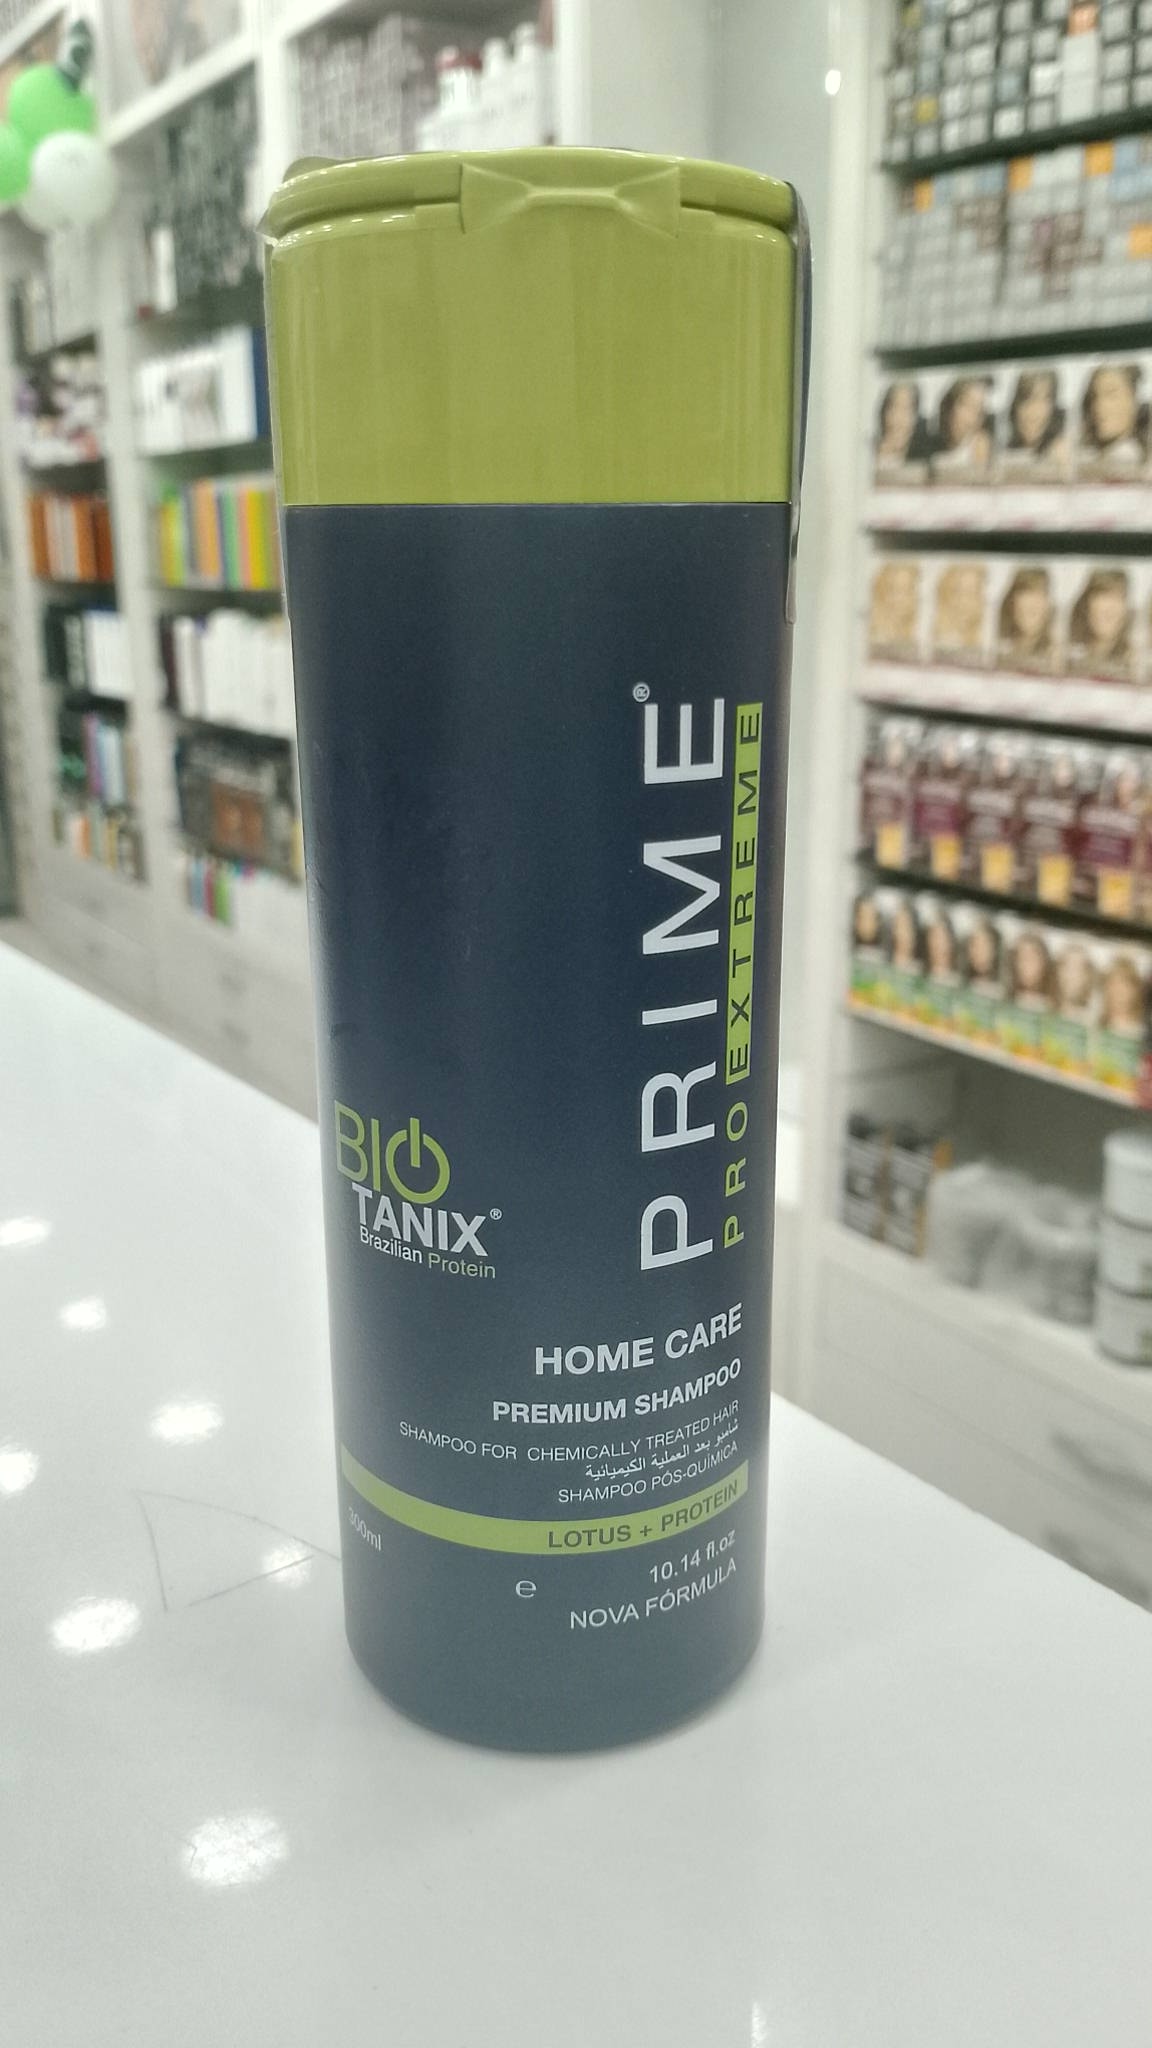 PRIME®
PRO EXTREME
BIO
TANIX®
Brazilian Protein
HOME CARE
PREMIUM SHAMPOO
SHAMPOO FOR CHEMICALLY TREATED HAIR
شامبو بعد العملية الكيميائية
SHAMPOO PÓS-QUÍMICA
LOTUS + PROTEIN
300ml
℮
10.14 fl.oz
NOVA FÓRMULA